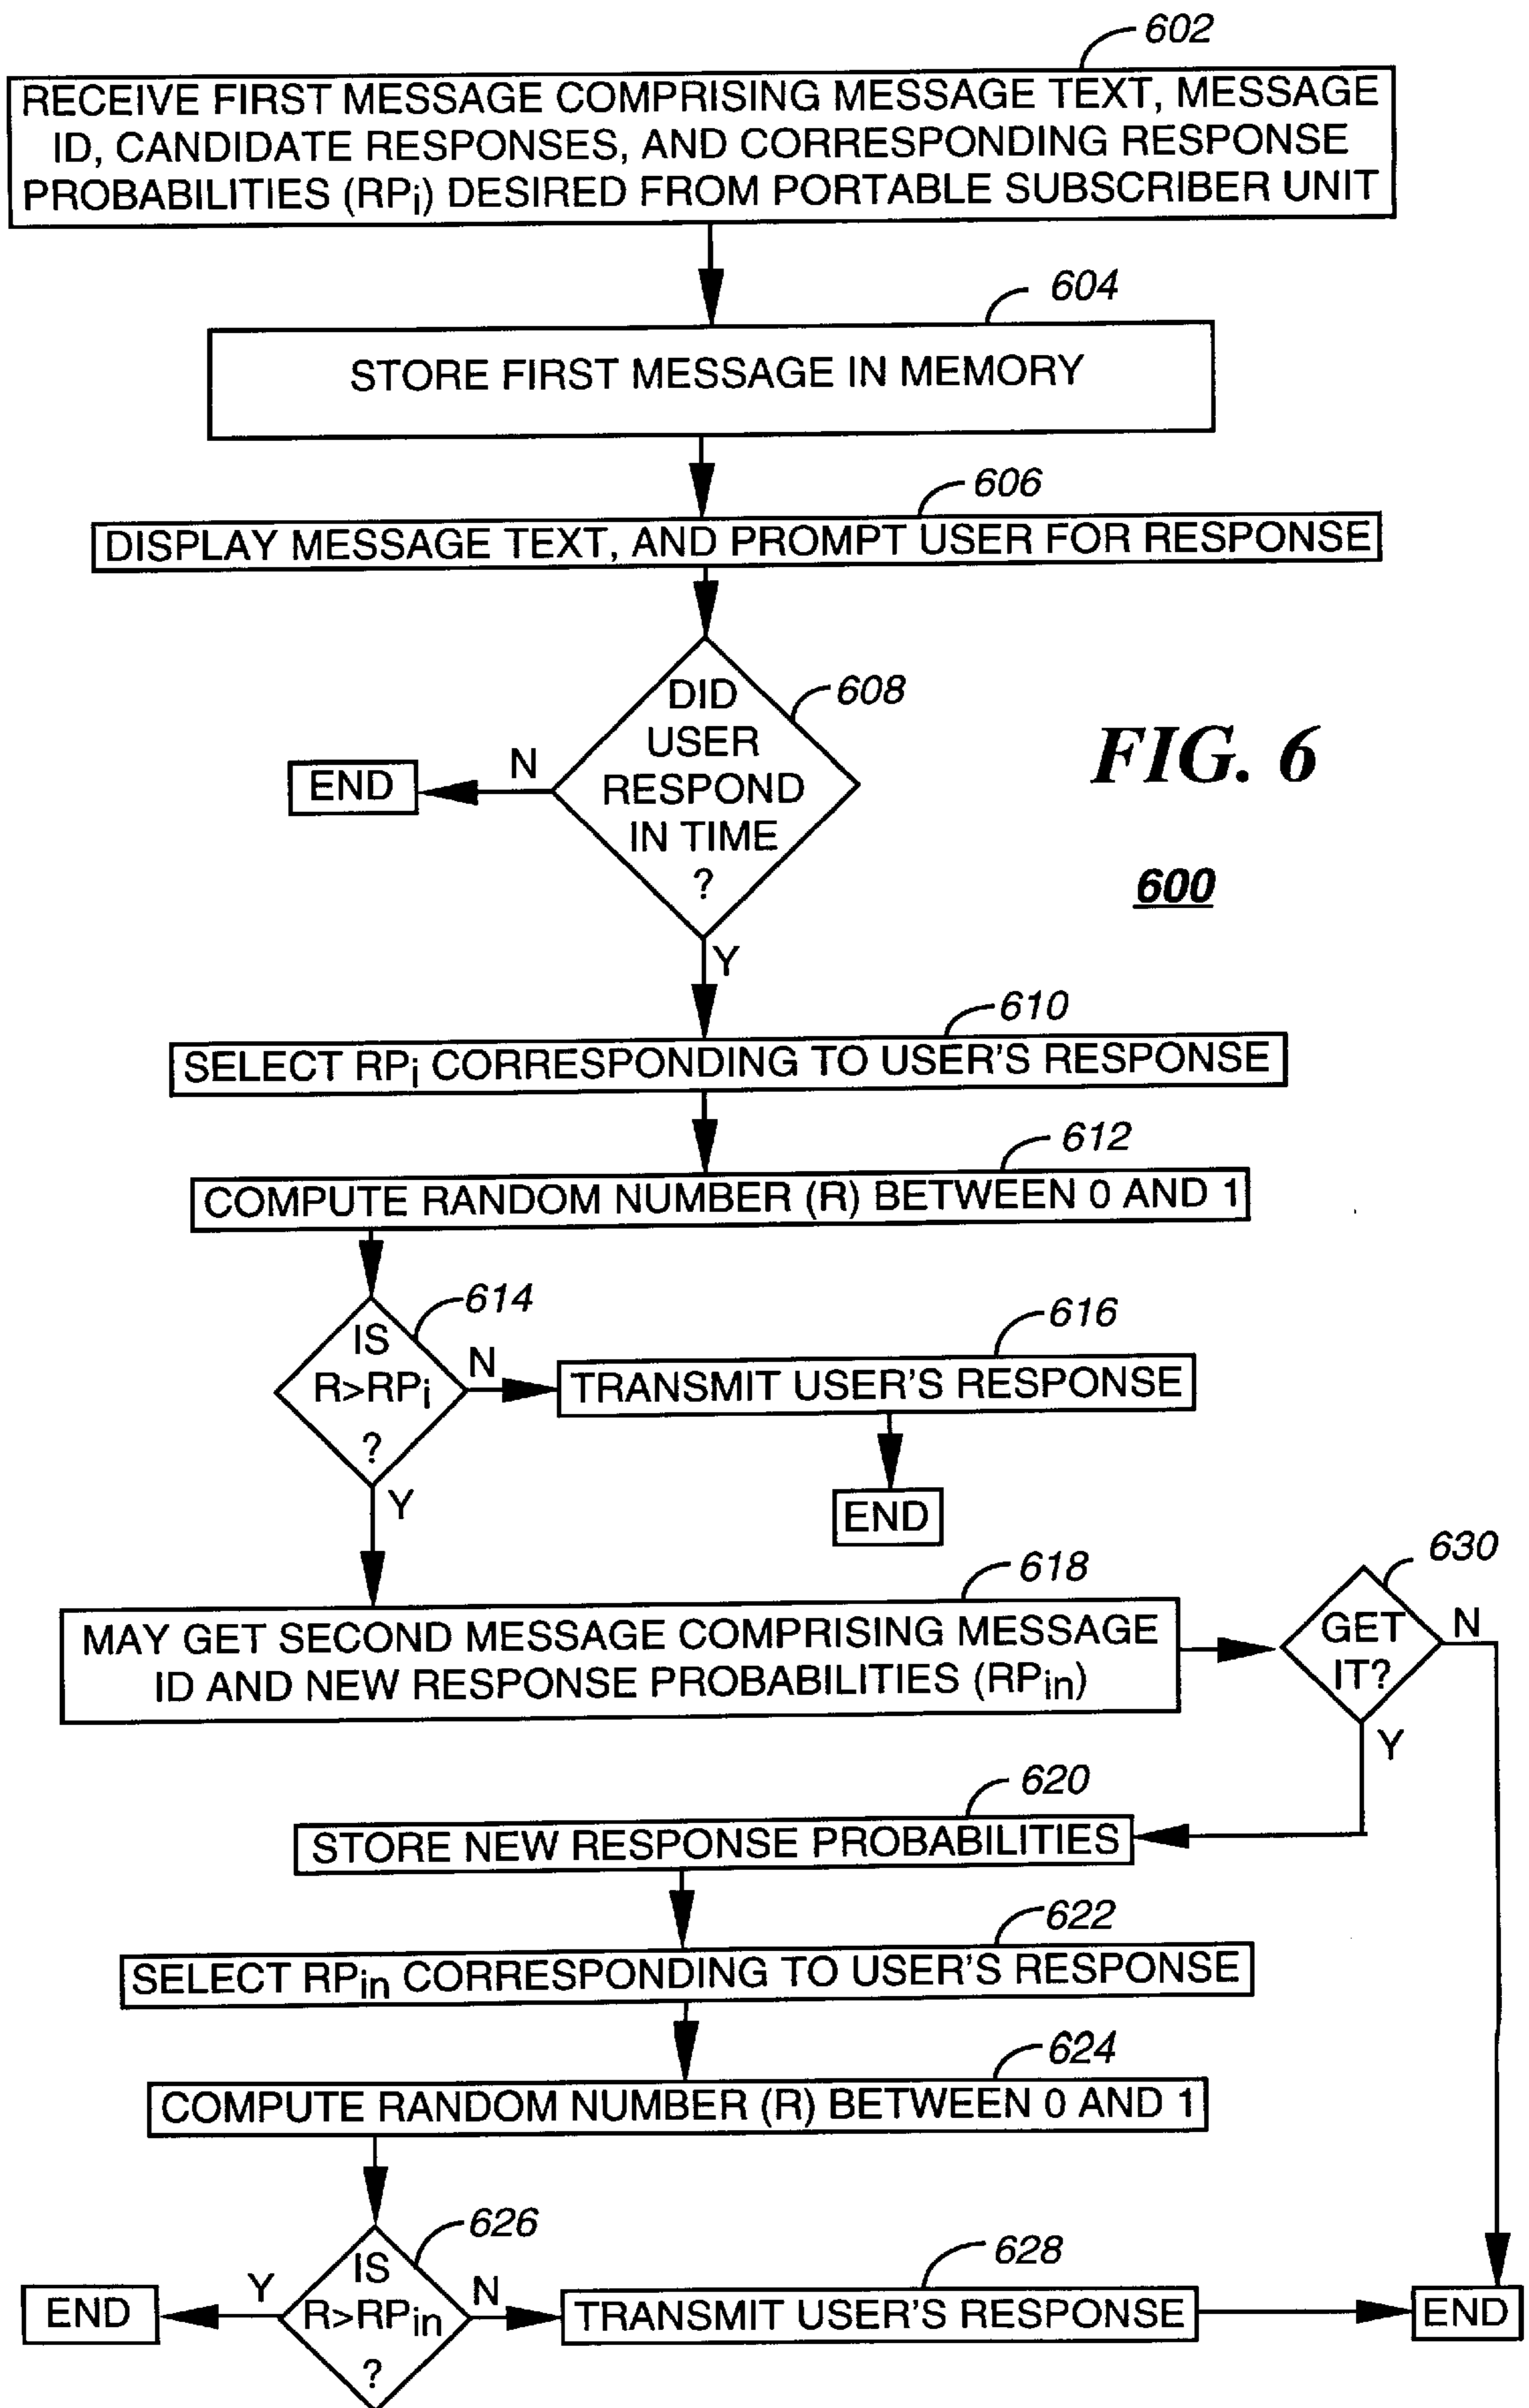 602
RECEIVE FIRST MESSAGE COMPRISING MESSAGE TEXT, MESSAGE
ID, CANDIDATE RESPONSES, AND CORRESPONDING RESPONSE
PROBABILITIES (RPi) DESIRED FROM PORTABLE SUBSCRIBER UNIT
604
STORE FIRST MESSAGE IN MEMORY
606
DISPLAY MESSAGE TEXT, AND PROMPT USER FOR RESPONSE
608
DID
USER
RESPOND
IN TIME
?
N
END
Y
FIG. 6
600
610
SELECT RPi CORRESPONDING TO USER'S RESPONSE
612
COMPUTE RANDOM NUMBER (R) BETWEEN 0 AND 1
614
IS
R>RPi
?
N
616
TRANSMIT USER'S RESPONSE
END
Y
618
MAY GET SECOND MESSAGE COMPRISING MESSAGE
ID AND NEW RESPONSE PROBABILITIES (RPin)
630
GET
IT?
N
Y
620
STORE NEW RESPONSE PROBABILITIES
622
SELECT RPin CORRESPONDING TO USER'S RESPONSE
624
COMPUTE RANDOM NUMBER (R) BETWEEN 0 AND 1
626
IS
R>RPin
?
Y
END
N
628
TRANSMIT USER'S RESPONSE
END